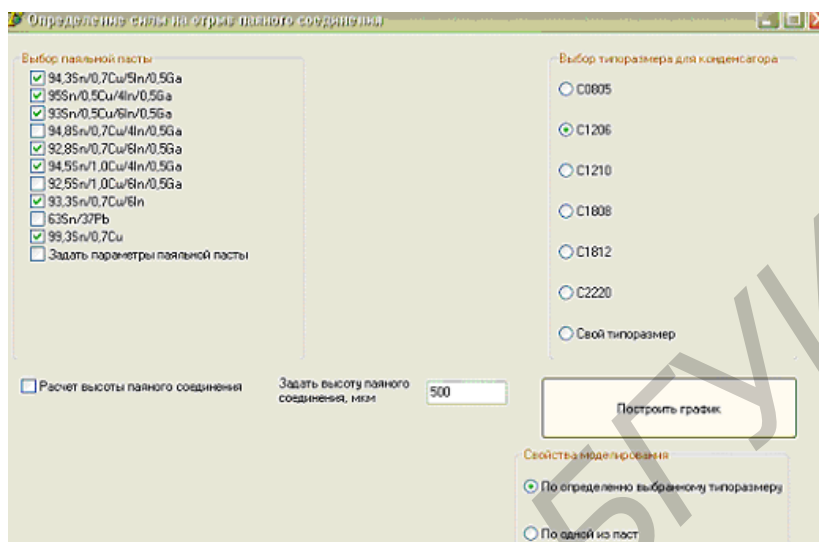 Определение силы на отрыв паяного соединения
Выбор паяльной пасты
94,3Sn/0,7Cu/5In/0,5Ga
95Sn/0,5Cu/4In/0,5Ga
93Sn/0,5Cu/6In/0,5Ga
94,8Sn/0,7Cu/4In/0,5Ga
92,8Sn/0,7Cu/6In/0,5Ga
94,5Sn/1,0Cu/4In/0,5Ga
92,5Sn/1,0Cu/6In/0,5Ga
93,3Sn/0,7Cu/6In
63Sn/37Pb
99,3Sn/0,7Cu
Задать параметры паяльной пасты
Выбор типоразмера для конденсатора
C0805
C1206
C1210
C1808
C1812
C2220
Свой типоразмер
Расчет высоты паяного соединения
Задать высоту паяного
соединения, мкм
500
Построить график
Свойства моделирования
По определенно выбранному типоразмеру
По одной из паст
БГУИ